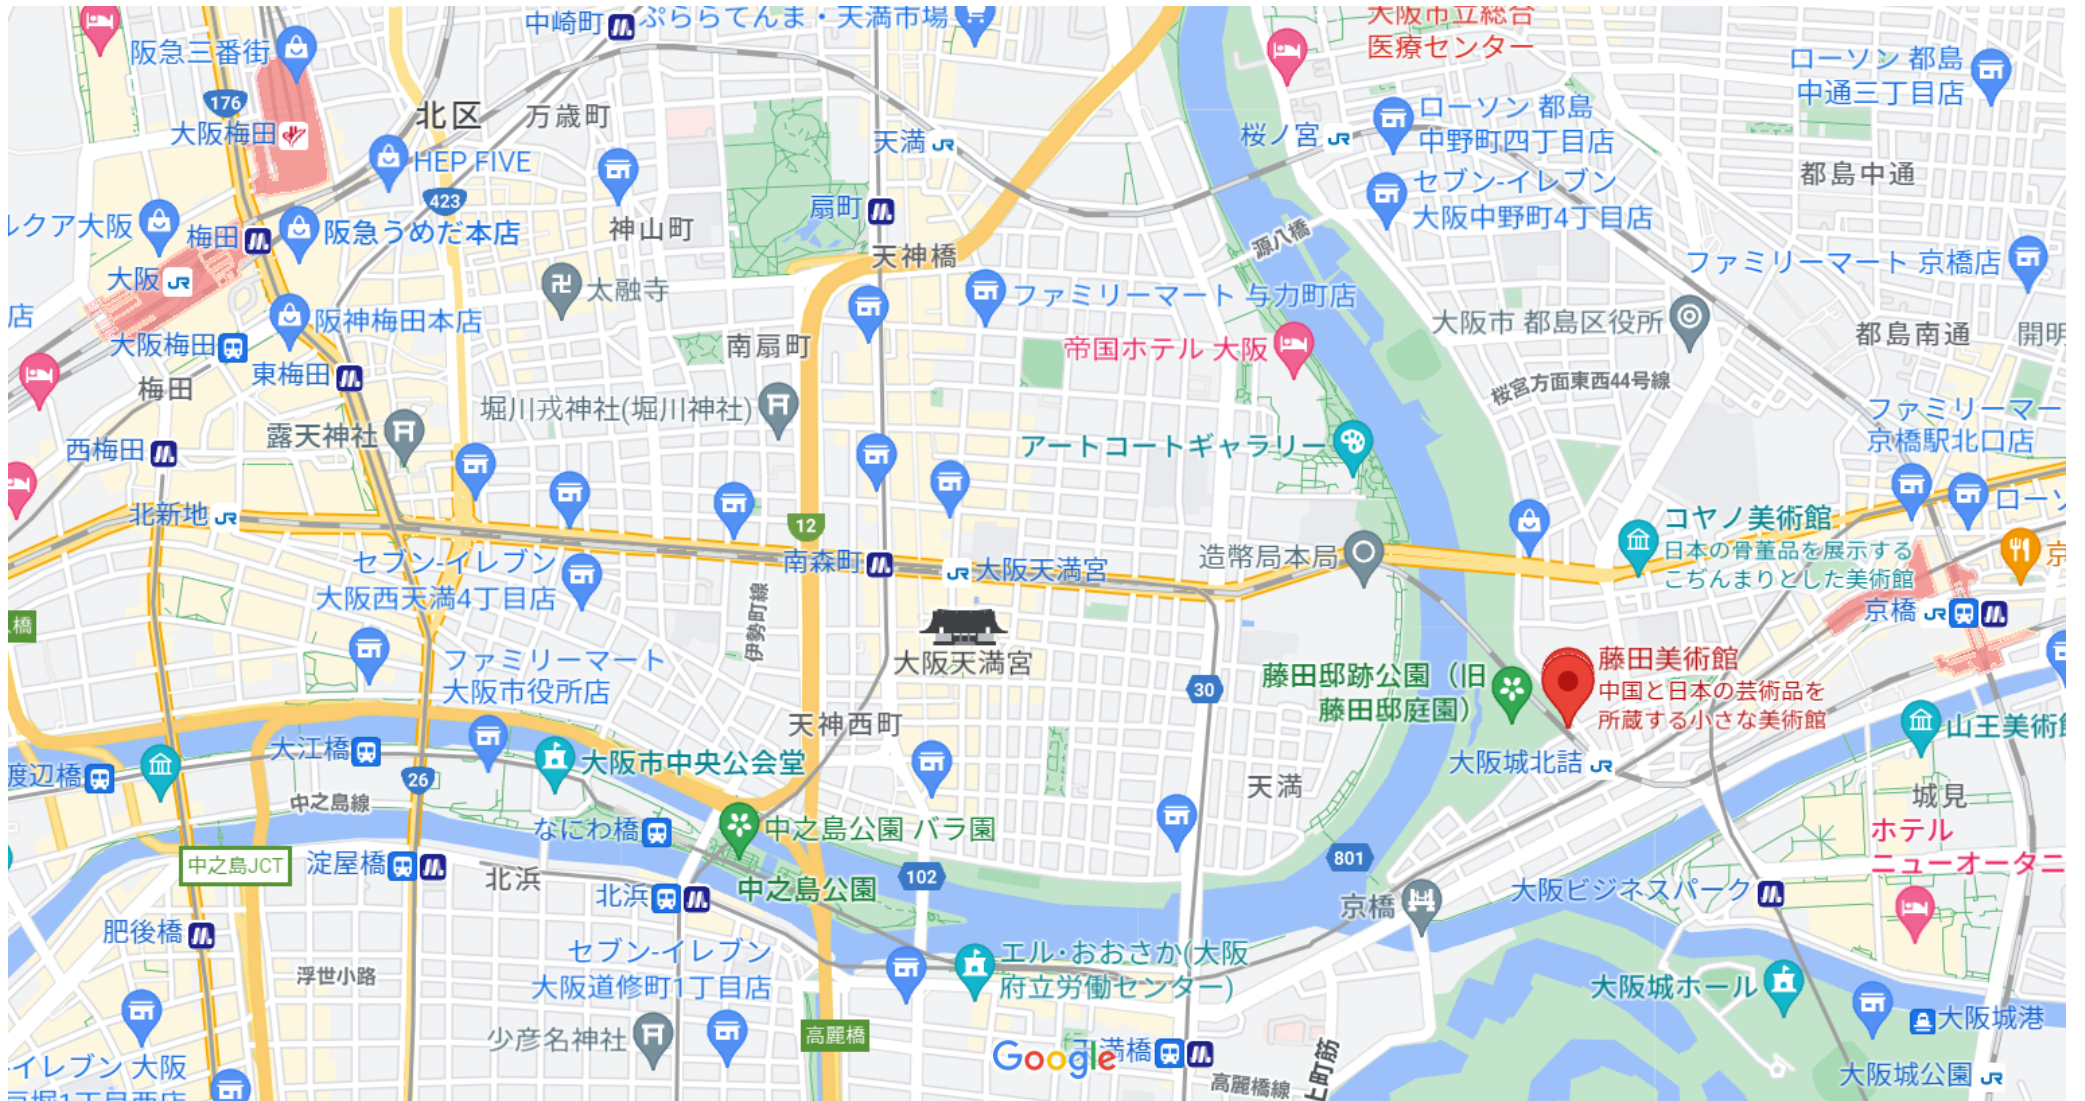 中崎町
ぷららてんま・天満市場
大阪市立総合
医療センター
阪急三番街
ローソン 都島
中通三丁目店
176
北区
万歳町
ローソン 都島
中野町四丁目店
大阪梅田
天満 JR
桜ノ宮 JR
HEP FIVE
セブン-イレブン
大阪中野町4丁目店
都島中通
423
扇町
神山町
ルクア大阪
梅田
阪急うめだ本店
源八橋
天神橋
ファミリーマート 京橋店
大阪 JR
太融寺
ファミリーマート 与力町店
店
阪神梅田本店
大阪市 都島区役所
都島南通
開明
大阪梅田
南扇町
帝国ホテル 大阪
東梅田
梅田
桜宮方面東西44号線
堀川戎神社(堀川神社)
ファミリーマー
京橋駅北口店
露天神社
西梅田
アートコートギャラリー
北新地 JR
12
コヤノ美術館
日本の骨董品を展示する
こぢんまりとした美術館
ローソ
セブン-イレブン
大阪西天満4丁目店
南森町
JR 大阪天満宮
造幣局本局
京
伊勢町筋線
京橋 JR
橋
大阪天満宮
ファミリーマート
大阪市役所店
30
藤田邸跡公園（旧
藤田邸庭園）
藤田美術館
中国と日本の芸術品を
所蔵する小さな美術館
天神西町
山王美術館
大江橋
渡辺橋
大阪市中央公会堂
大阪城北詰 JR
26
天満
城見
中之島線
なにわ橋
中之島公園 バラ園
ホテル
ニューオータニ
中之島JCT
淀屋橋
北浜
801
102
北浜
中之島公園
京橋
大阪ビジネスパーク
肥後橋
浮世小路
セブン-イレブン
大阪道修町1丁目店
エル・おおさか(大阪
府立労働センター)
大阪城ホール
少彦名神社
高麗橋
大阪城港
Google
満橋
イレブン 大阪
高麗橋線
上町筋
大阪城公園 JR